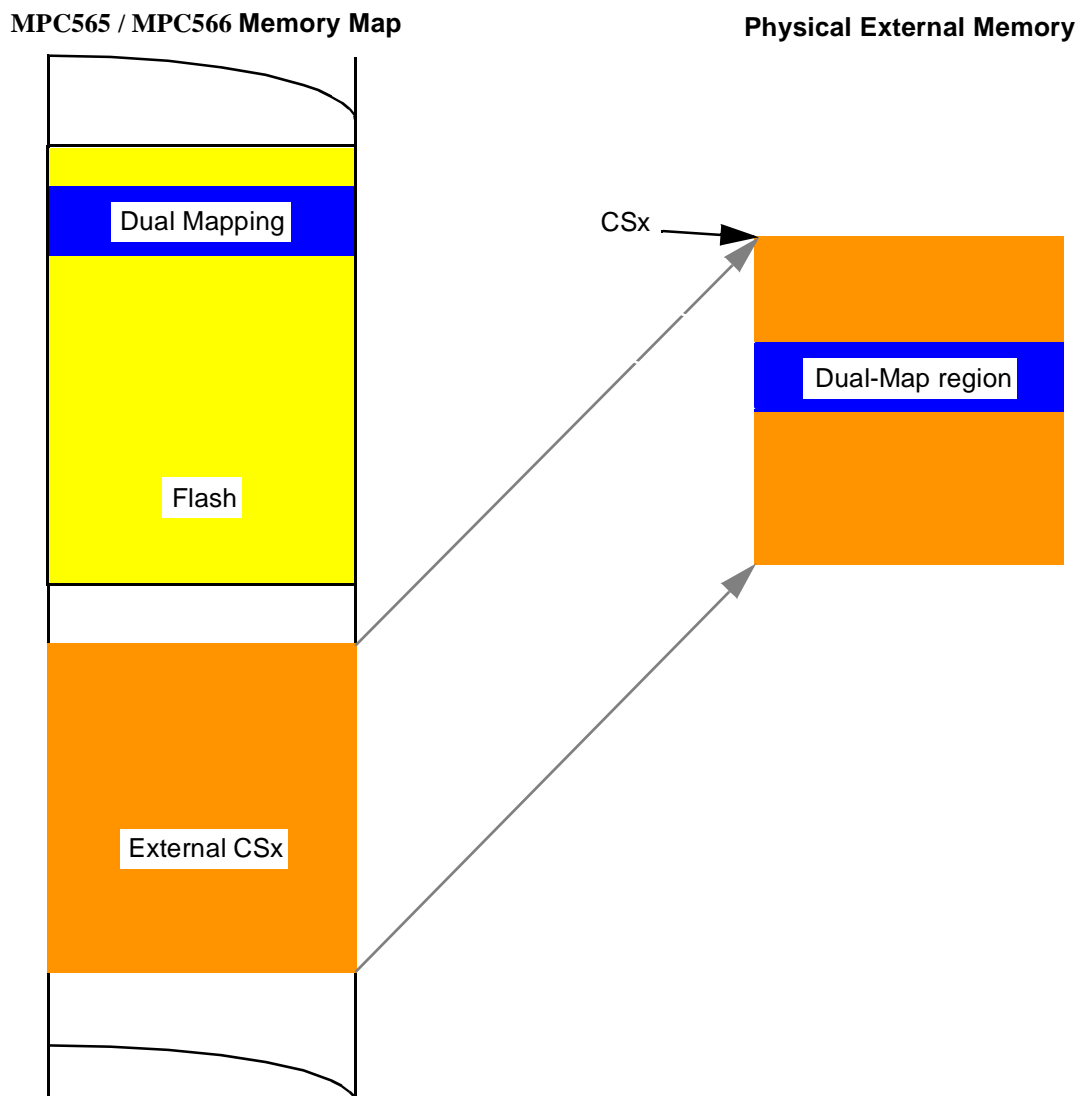 MPC565 / MPC566 Memory Map
Physical External Memory
Dual Mapping
CSx
Dual-Map region
Flash
External CSx